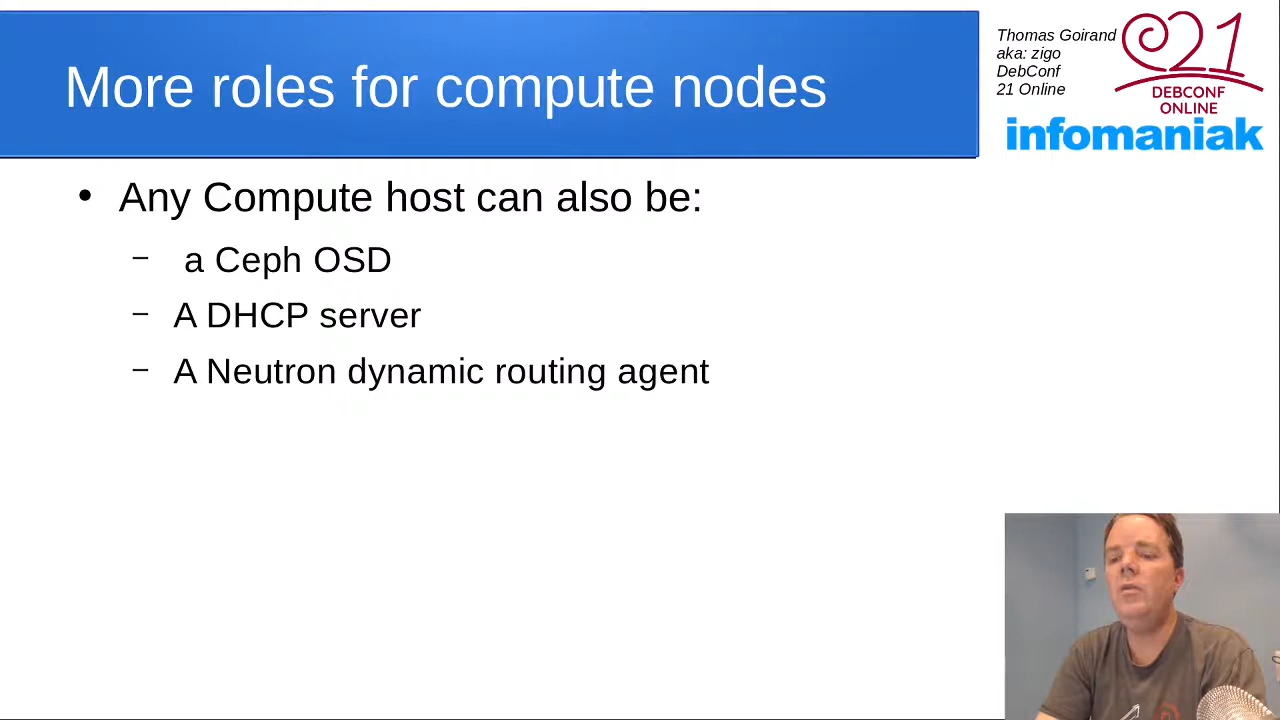 More roles for compute nodes
Thomas Goirand
aka: zigo
DebConf
21 Online
21
DEBCONF
ONLINE
infomaniak
• Any Compute host can also be:
– a Ceph OSD
– A DHCP server
– A Neutron dynamic routing agent